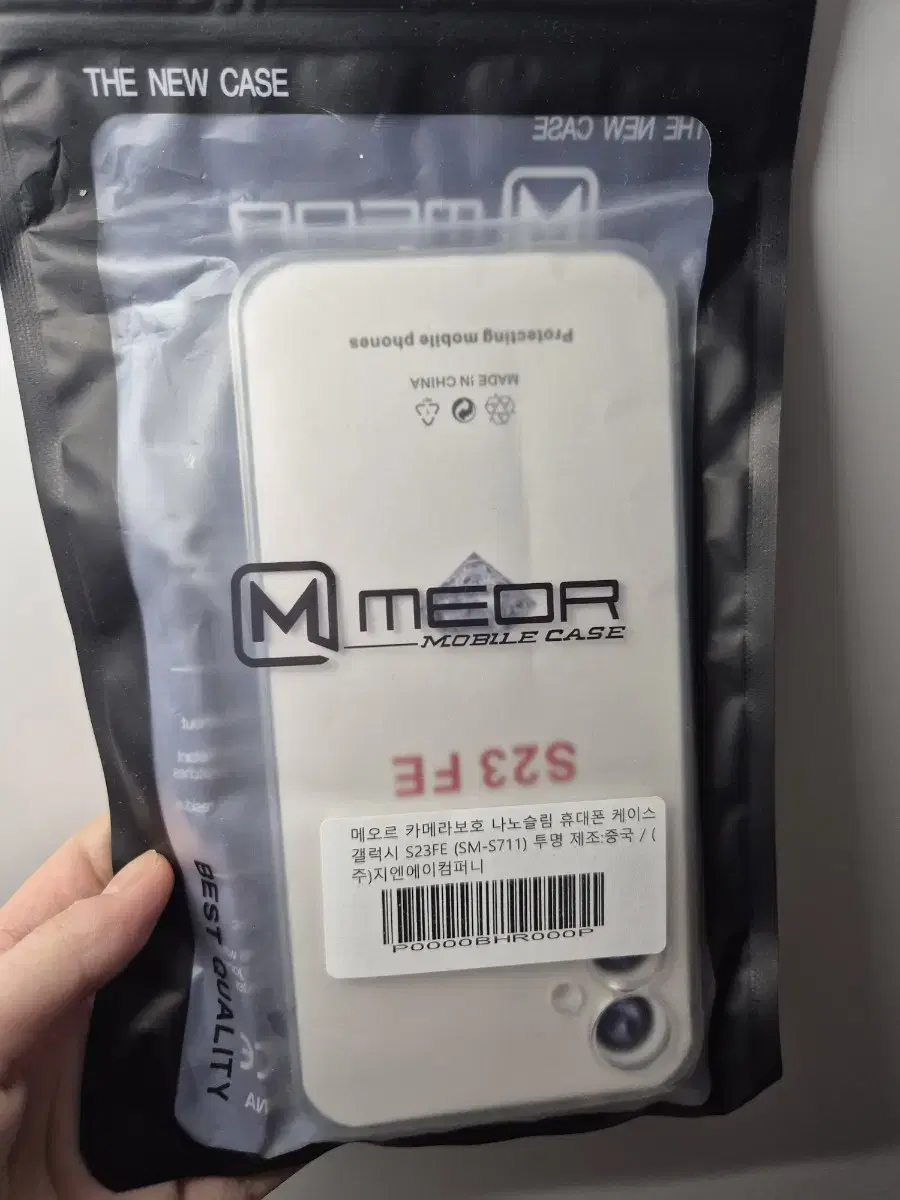 THE NEW CASE
THE NEW CASE
MEOR
Protecting mobile phones
MADE IN CHINA
M MEOR
MOBILE CASE
S23 FE
메오르 카메라보호 나노슬림 휴대폰 케이스
갤럭시 S23FE (SM-S711) 투명 제조:중국 / (
주)지엔에이컴퍼니
P0000BHR000P
BEST QUALITY